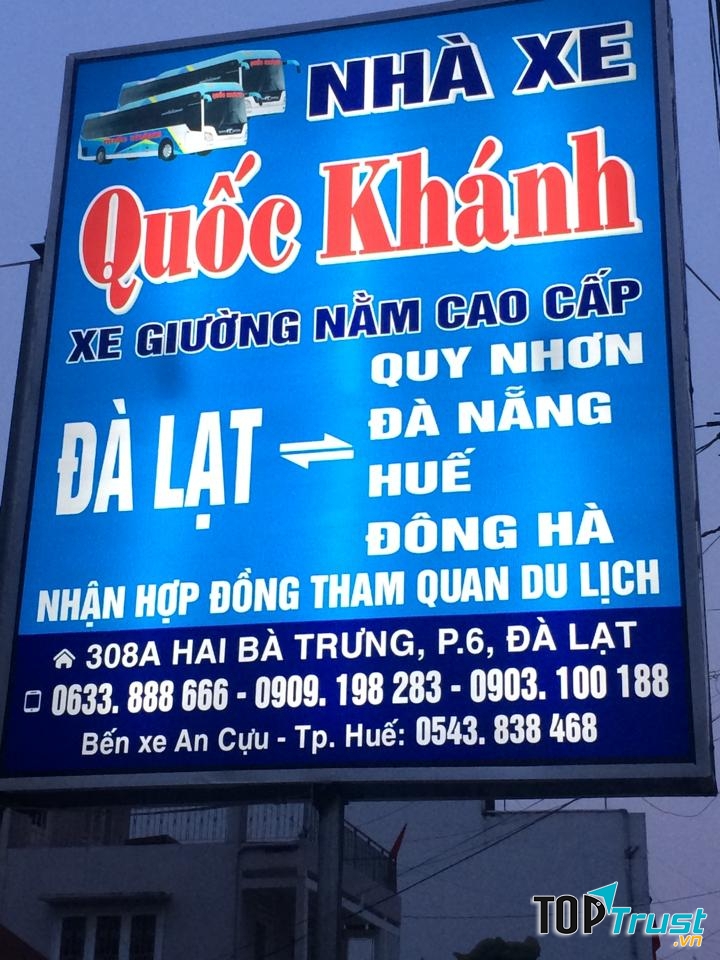 NHÀ XE
Quốc Khánh
XE GIƯỜNG NẰM CAO CẤP
ĐÀ LẠT ⇌
QUY NHƠN
ĐÀ NẴNG
HUẾ
ĐÔNG HÀ
NHẬN HỢP ĐỒNG THAM QUAN DU LỊCH
308A HAI BÀ TRƯNG, P.6, ĐÀ LẠT
0633. 888 666 - 0909. 198 283 - 0903. 100 188
Bến xe An Cựu - Tp. Huế: 0543. 838 468
TOPTrust.vn